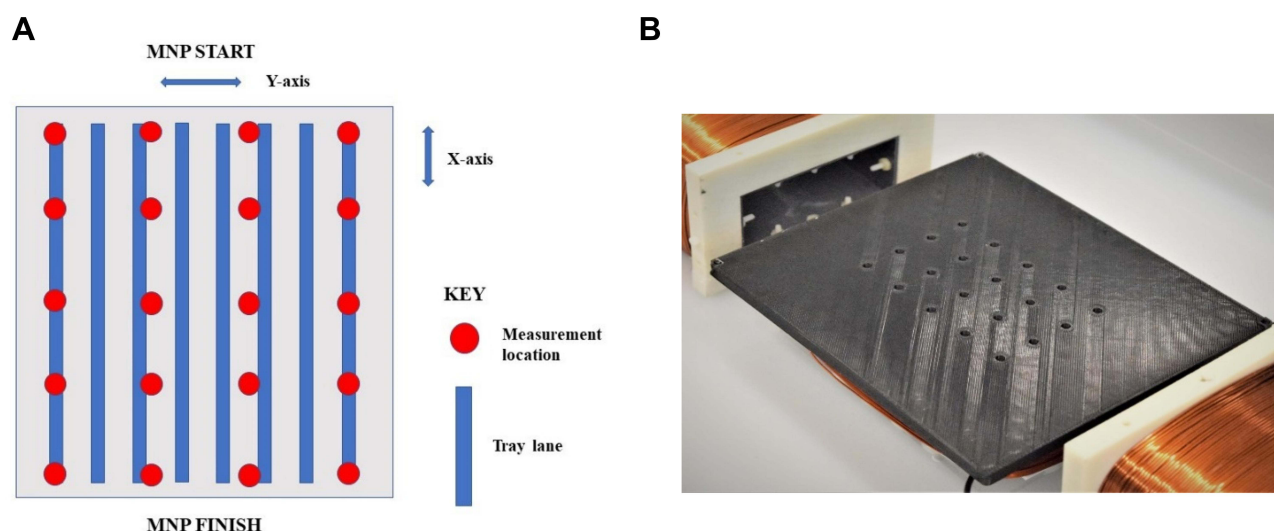 A
B
MNP START
Y-axis
X-axis
KEY
Measurement
location
Tray lane
MNP FINISH